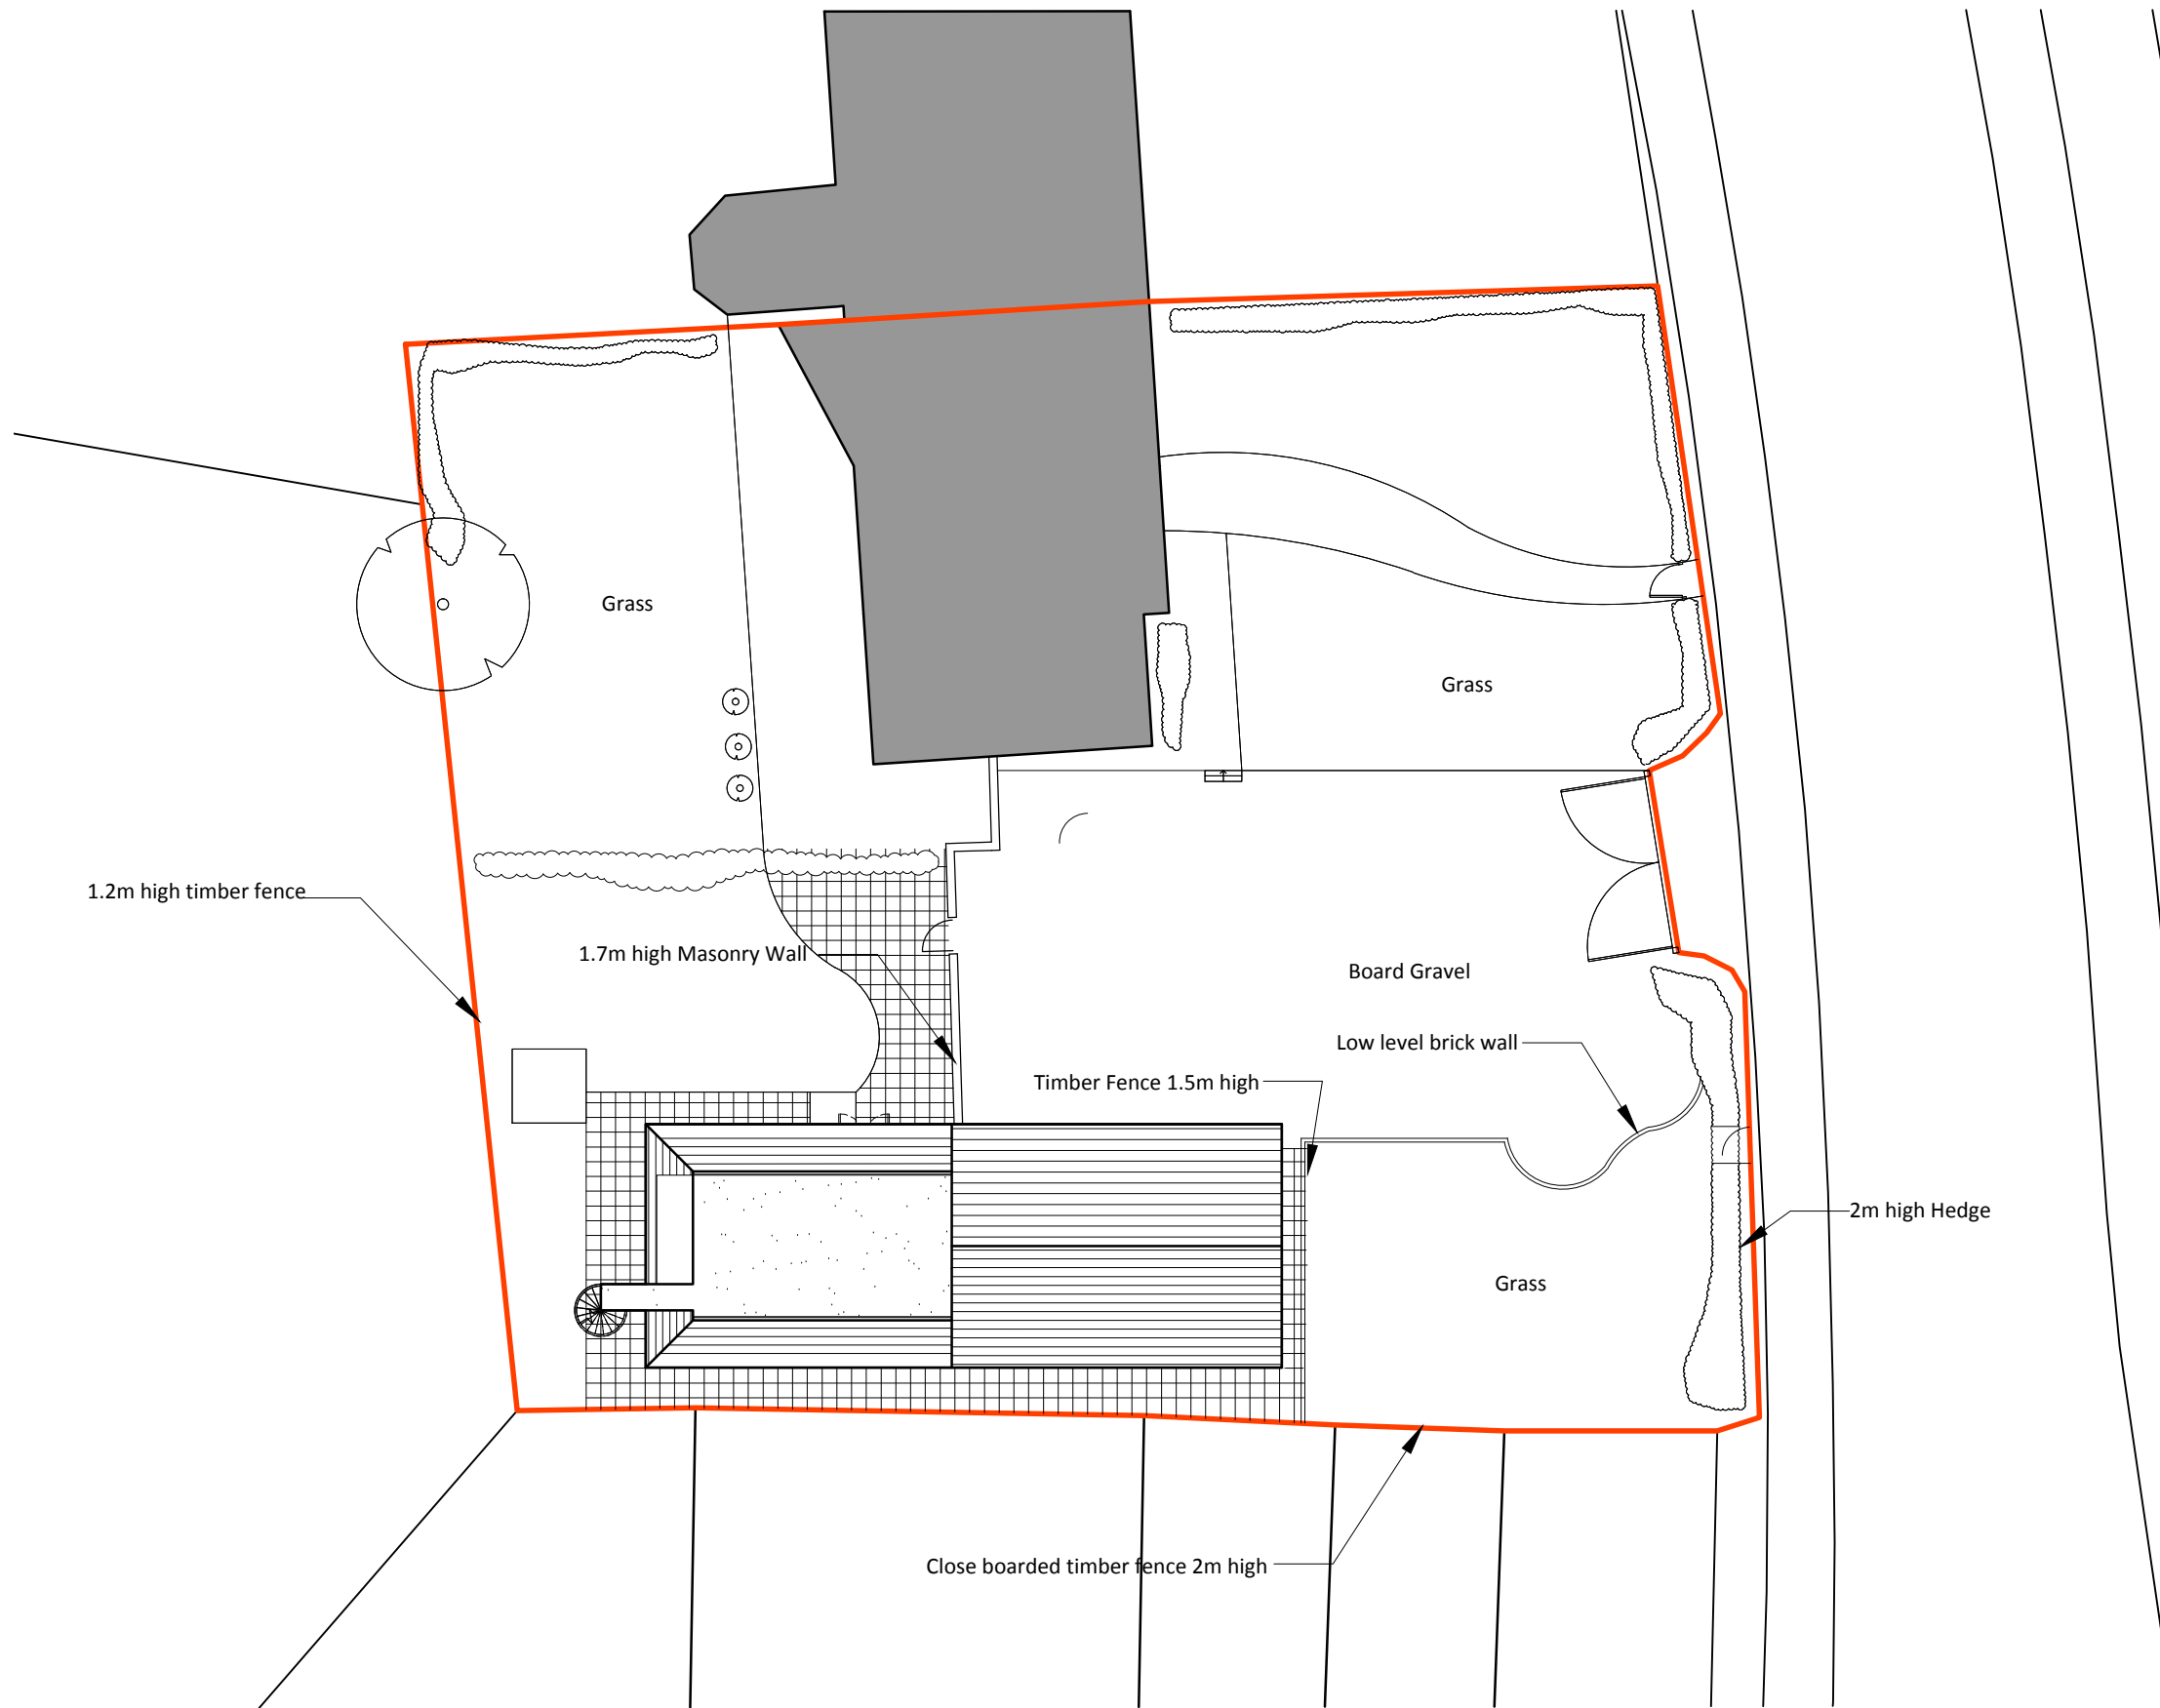 Grass
Grass
1.2m high timber fence
1.7m high Masonry Wall
Board Gravel
Low level brick wall
Timber Fence 1.5m high
2m high Hedge
Grass
Close boarded timber fence 2m high